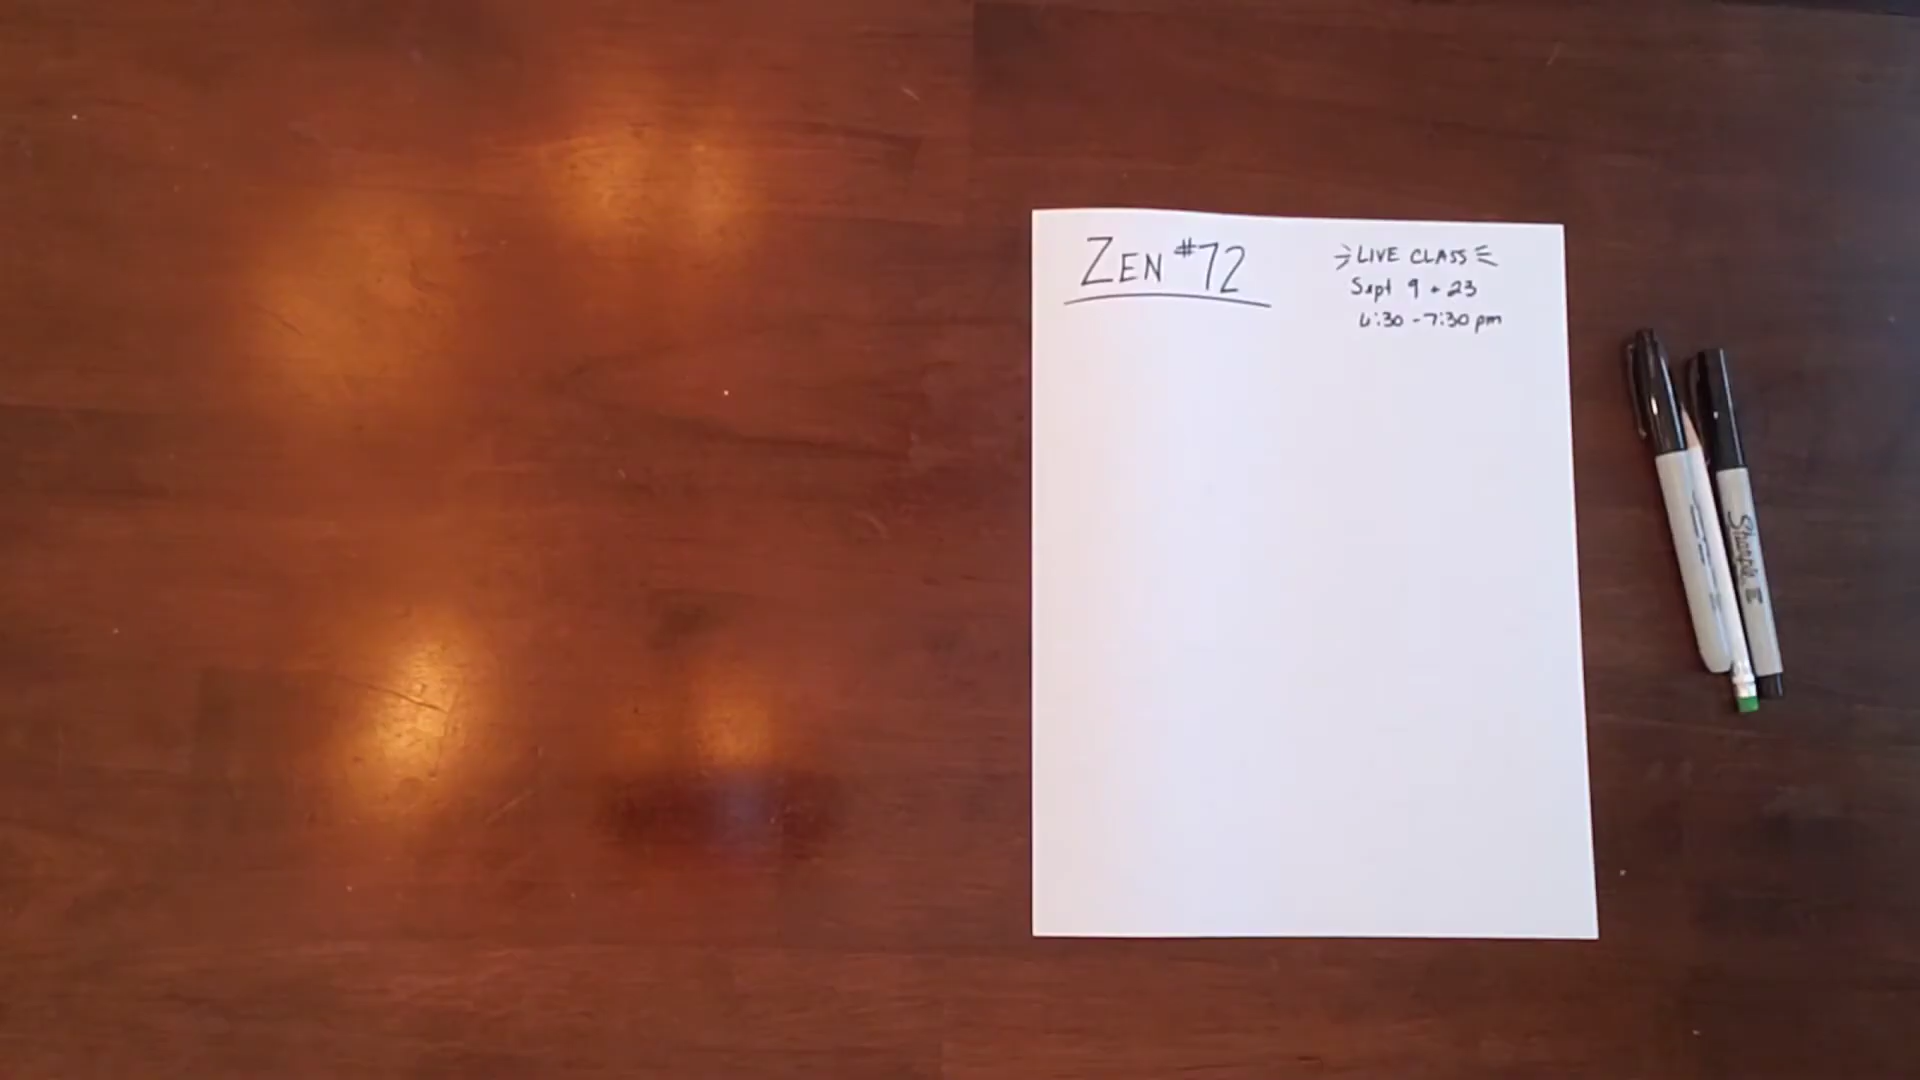 ZEN #72
LIVE CLASS
Sept 9 + 23
6:30 - 7:30 pm
Sharpie